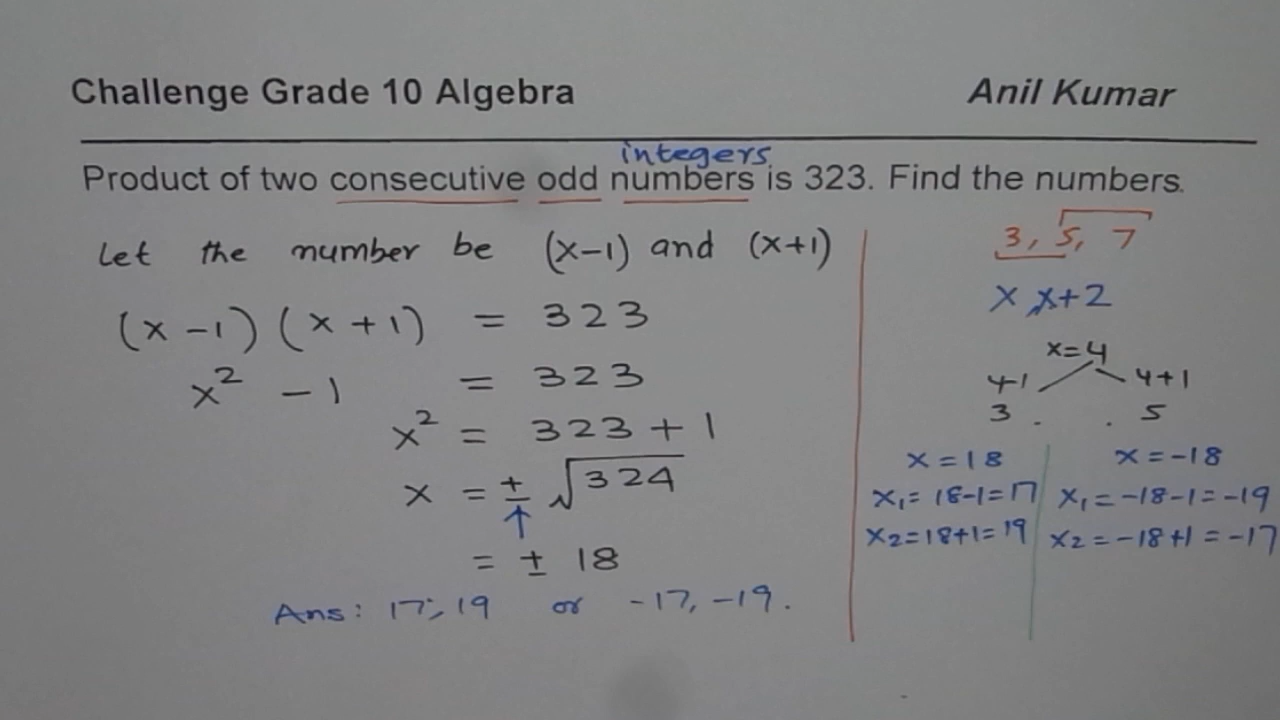 Challenge Grade 10 Algebra
Anil Kumar
integers
Product of two consecutive odd numbers is 323. Find the numbers.
Let the number be (x-1) and (x+1)
(x-1)(x+1) = 323
x² - 1 = 323
x² = 323 + 1
x = ± √324
↑
= ± 18
Ans: 17, 19 or -17, -19.
3, 5, 7
x, x+2
x=4
4-1 4+1
3 . . 5
x = 18
x₁ = 18-1 = 17
x₂ = 18+1 = 19
x = -18
x₁ = -18-1 = -19
x₂ = -18+1 = -17